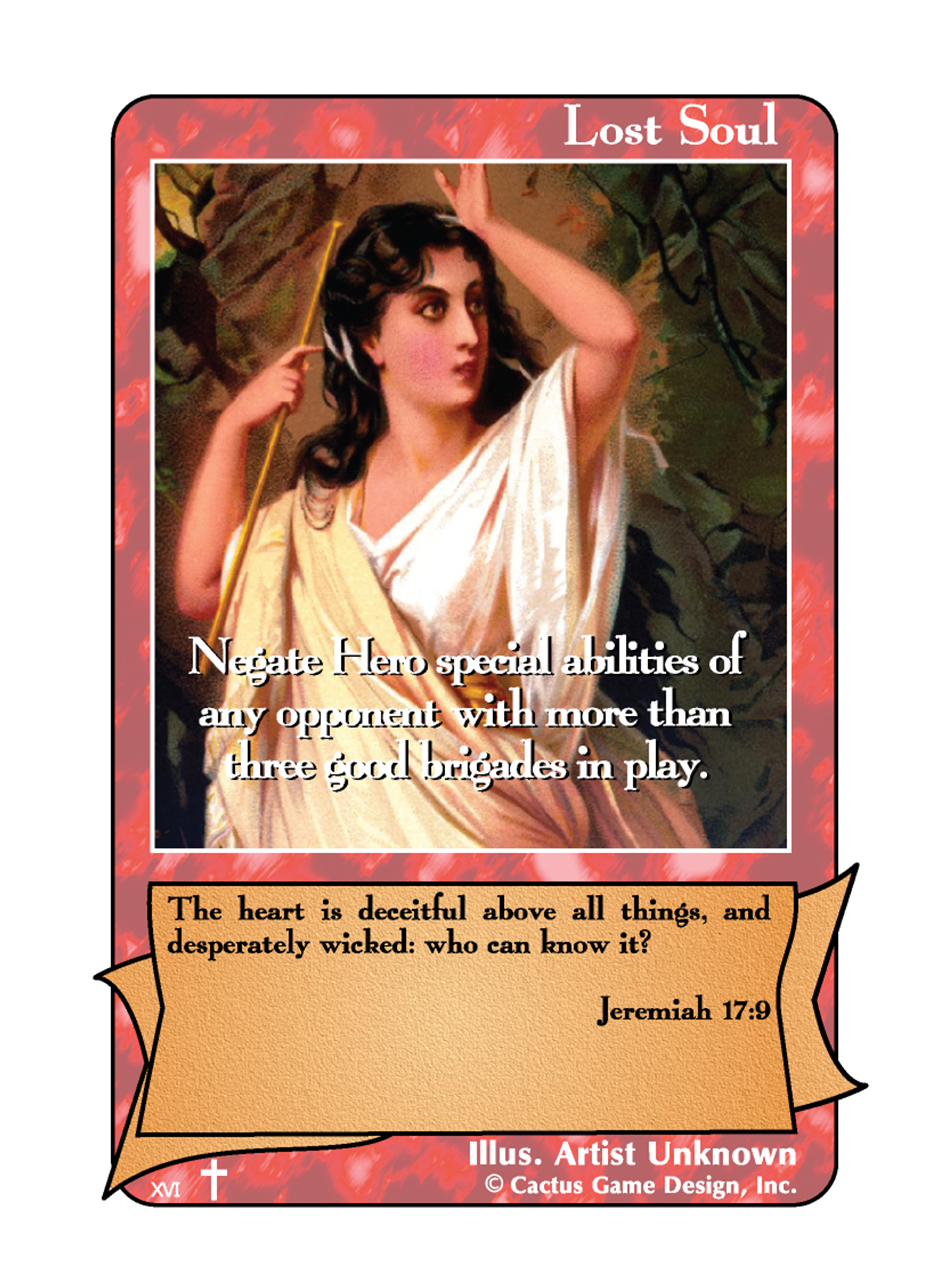 Lost Soul
Negate Hero special abilities of
any opponent with more than
three good brigades in play.
The heart is deceitful above all things, and
desperately wicked: who can know it?
Jeremiah 17:9
Illus. Artist Unknown
XVI
© Cactus Game Design, Inc.